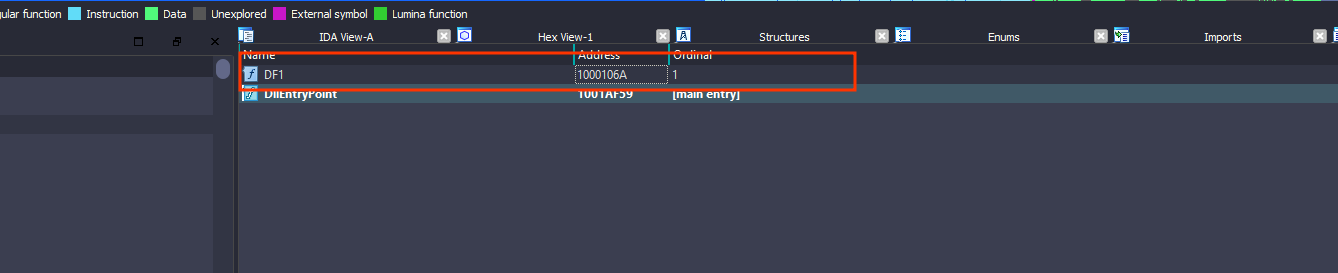 gular function Instruction Data Unexplored External symbol Lumina function
IDA View-A Hex View-1 Structures Enums Imports
Name Address Ordinal
DF1 1000106A 1
DllEntryPoint 1001AF59 [main entry]